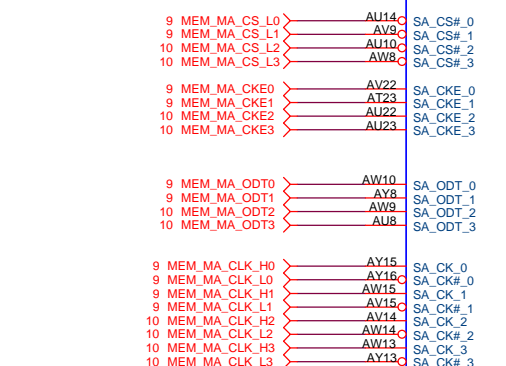 9 MEM_MA_CS_L0 AU14 SA_CS#_0
9 MEM_MA_CS_L1 AV9 SA_CS#_1
10 MEM_MA_CS_L2 AU10 SA_CS#_2
10 MEM_MA_CS_L3 AW8 SA_CS#_3
9 MEM_MA_CKE0 AV22 SA_CKE_0
9 MEM_MA_CKE1 AT23 SA_CKE_1
10 MEM_MA_CKE2 AU22 SA_CKE_2
10 MEM_MA_CKE3 AU23 SA_CKE_3
9 MEM_MA_ODT0 AW10 SA_ODT_0
9 MEM_MA_ODT1 AY8 SA_ODT_1
10 MEM_MA_ODT2 AW9 SA_ODT_2
10 MEM_MA_ODT3 AU8 SA_ODT_3
9 MEM_MA_CLK_H0 AY15 SA_CK_0
9 MEM_MA_CLK_L0 AY16 SA_CK#_0
9 MEM_MA_CLK_H1 AW15 SA_CK_1
9 MEM_MA_CLK_L1 AV15 SA_CK#_1
10 MEM_MA_CLK_H2 AV14 SA_CK_2
10 MEM_MA_CLK_L2 AW14 SA_CK#_2
10 MEM_MA_CLK_H3 AW13 SA_CK_3
10 MEM_MA_CLK_L3 AY13 SA_CK#_3